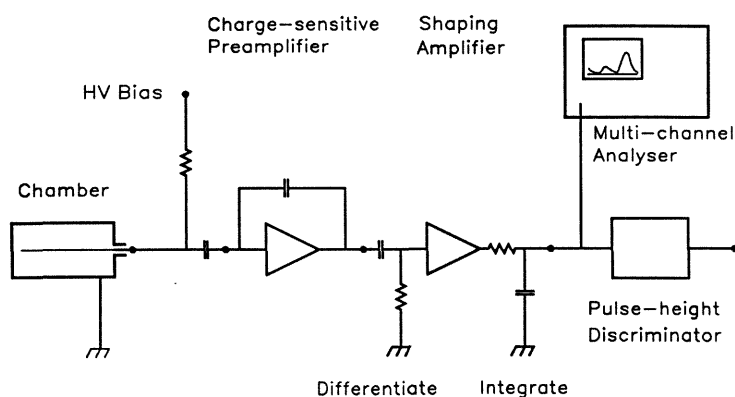 Charge-sensitive
Preamplifier
Shaping
Amplifier
HV Bias
Multi-channel
Analyser
Chamber
Pulse-height
Discriminator
Differentiate
Integrate